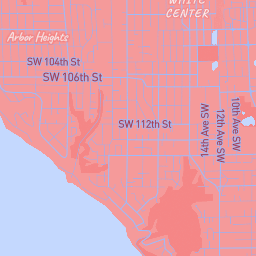 WHITE
CENTER
Arbor Heights
SW 104th St
SW 106th St
SW 112th St
14th Ave SW
12th Ave SW
10th Ave SW